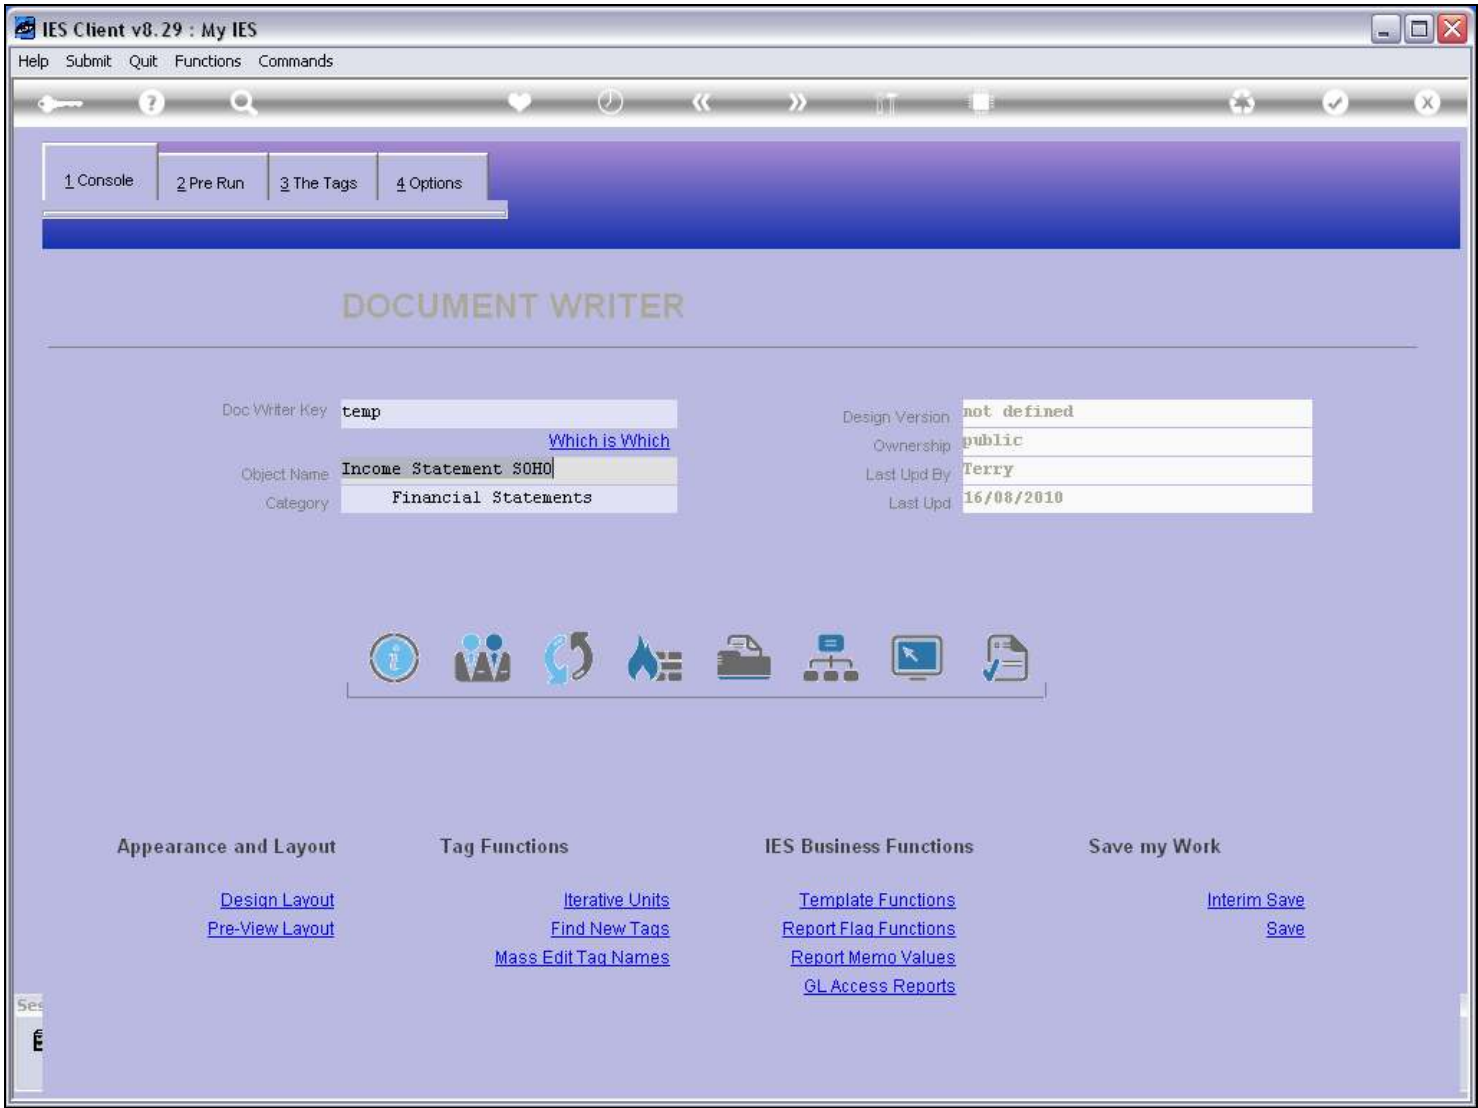 IES Client v8.29 : My IES
Help Submit Quit Functions Commands
1 Console 2 Pre Run 3 The Tags 4 Options
DOCUMENT WRITER
Doc Writer Key temp
Which is Which
Object Name Income Statement SOHO
Category Financial Statements
Design Version not defined
Ownership public
Last Upd By Terry
Last Upd 16/08/2010
Appearance and Layout
Design Layout
Pre-View Layout
Tag Functions
Iterative Units
Find New Tags
Mass Edit Tag Names
IES Business Functions
Template Functions
Report Flag Functions
Report Memo Values
GL Access Reports
Save my Work
Interim Save
Save
Ses